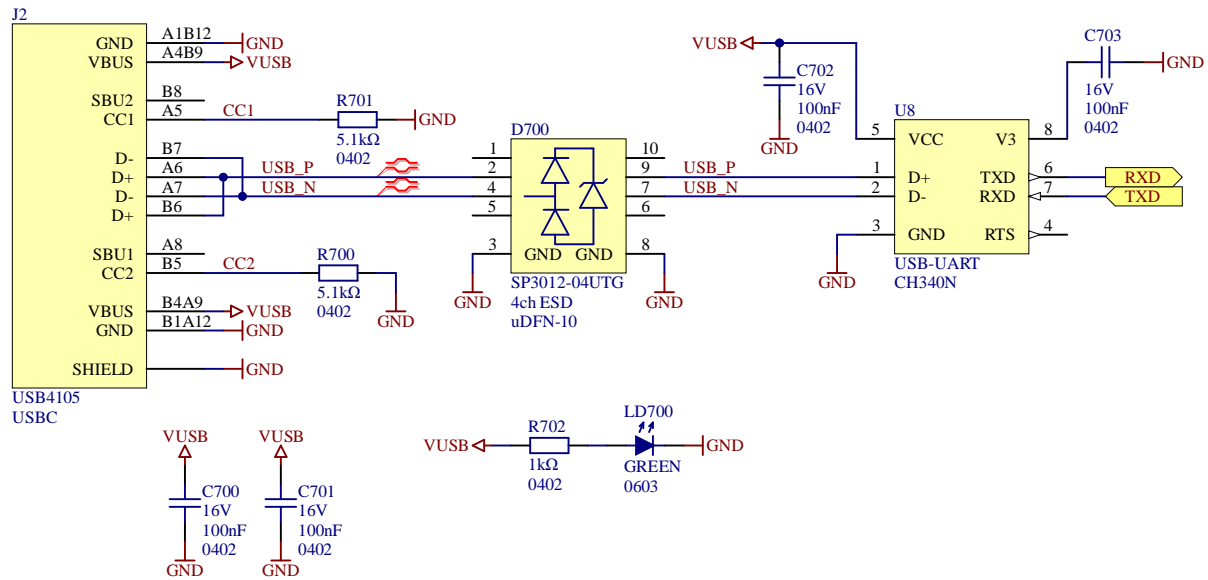 J2
GND
A1B12
GND
VBUS
A4B9
VUSB
SBU2
B8
CC1
A5
CC1
R701
5.1kΩ
0402
GND
D-
B7
D+
A6
USB_P
D-
A7
USB_N
D+
B6
SBU1
A8
CC2
B5
CC2
R700
5.1kΩ
0402
GND
VBUS
B4A9
VUSB
GND
B1A12
GND
SHIELD
GND
USB4105
USBC
D700
1
10
2
9
4
7
5
6
3
GND
GND
8
GND
GND
SP3012-04UTG
4ch ESD
uDFN-10
USB_P
USB_N
VUSB
C702
16V
100nF
0402
GND
C703
16V
100nF
0402
GND
U8
5
VCC
V3
8
1
D+
TXD
6
RXD
2
D-
RXD
7
TXD
3
GND
RTS
4
GND
USB-UART
CH340N
VUSB
C700
16V
100nF
0402
GND
VUSB
C701
16V
100nF
0402
GND
VUSB
R702
1kΩ
0402
LD700
GREEN
0603
GND